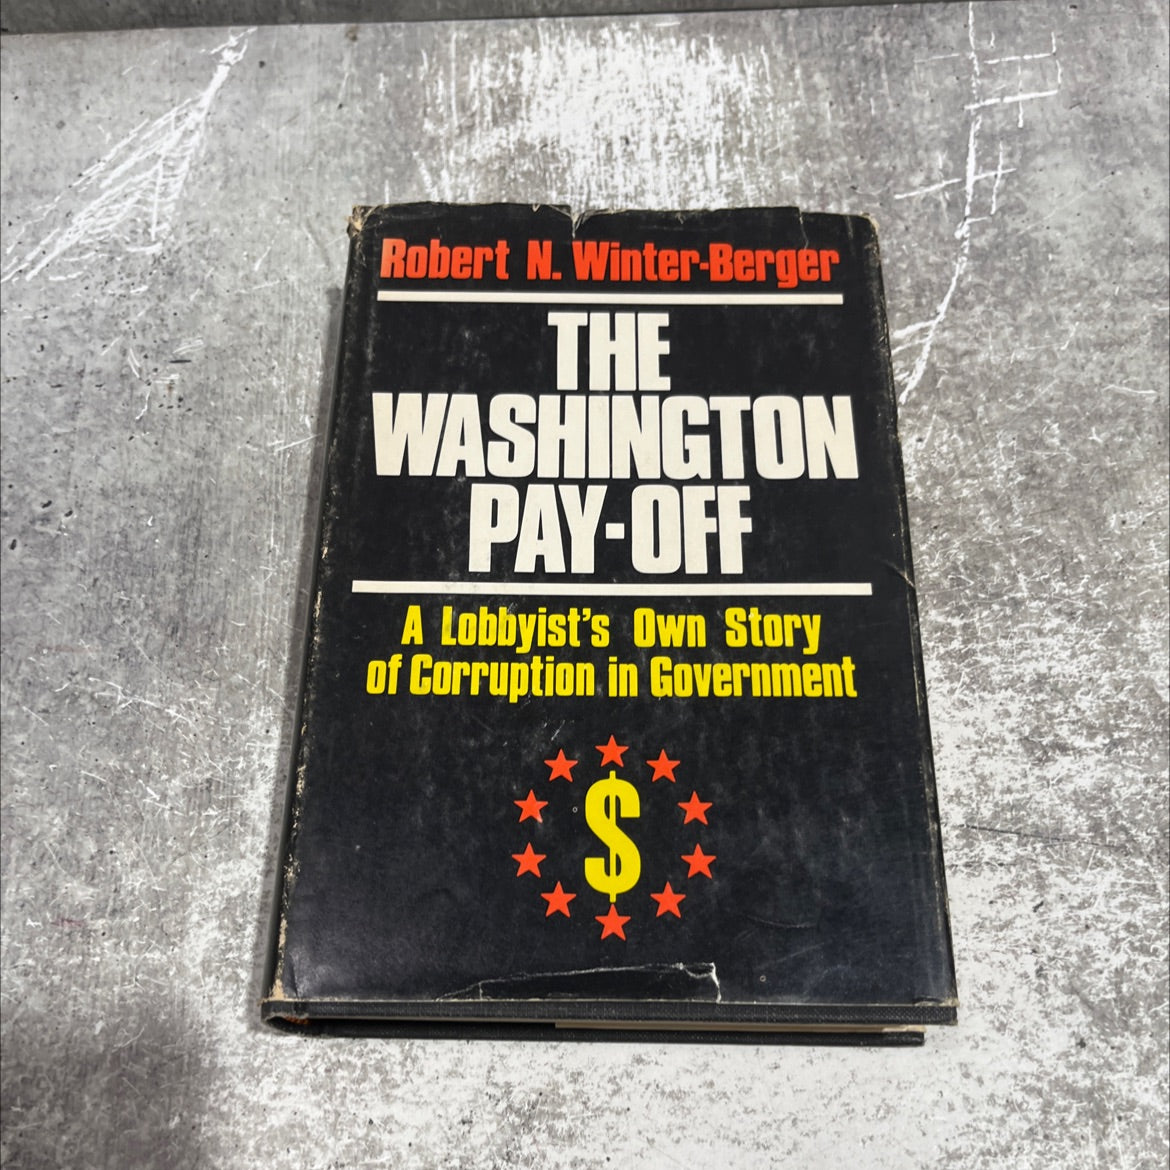 Robert N. Winter-Berger
THE
WASHINGTON
PAY-OFF
A Lobbyist's Own Story
of Corruption in Government
$